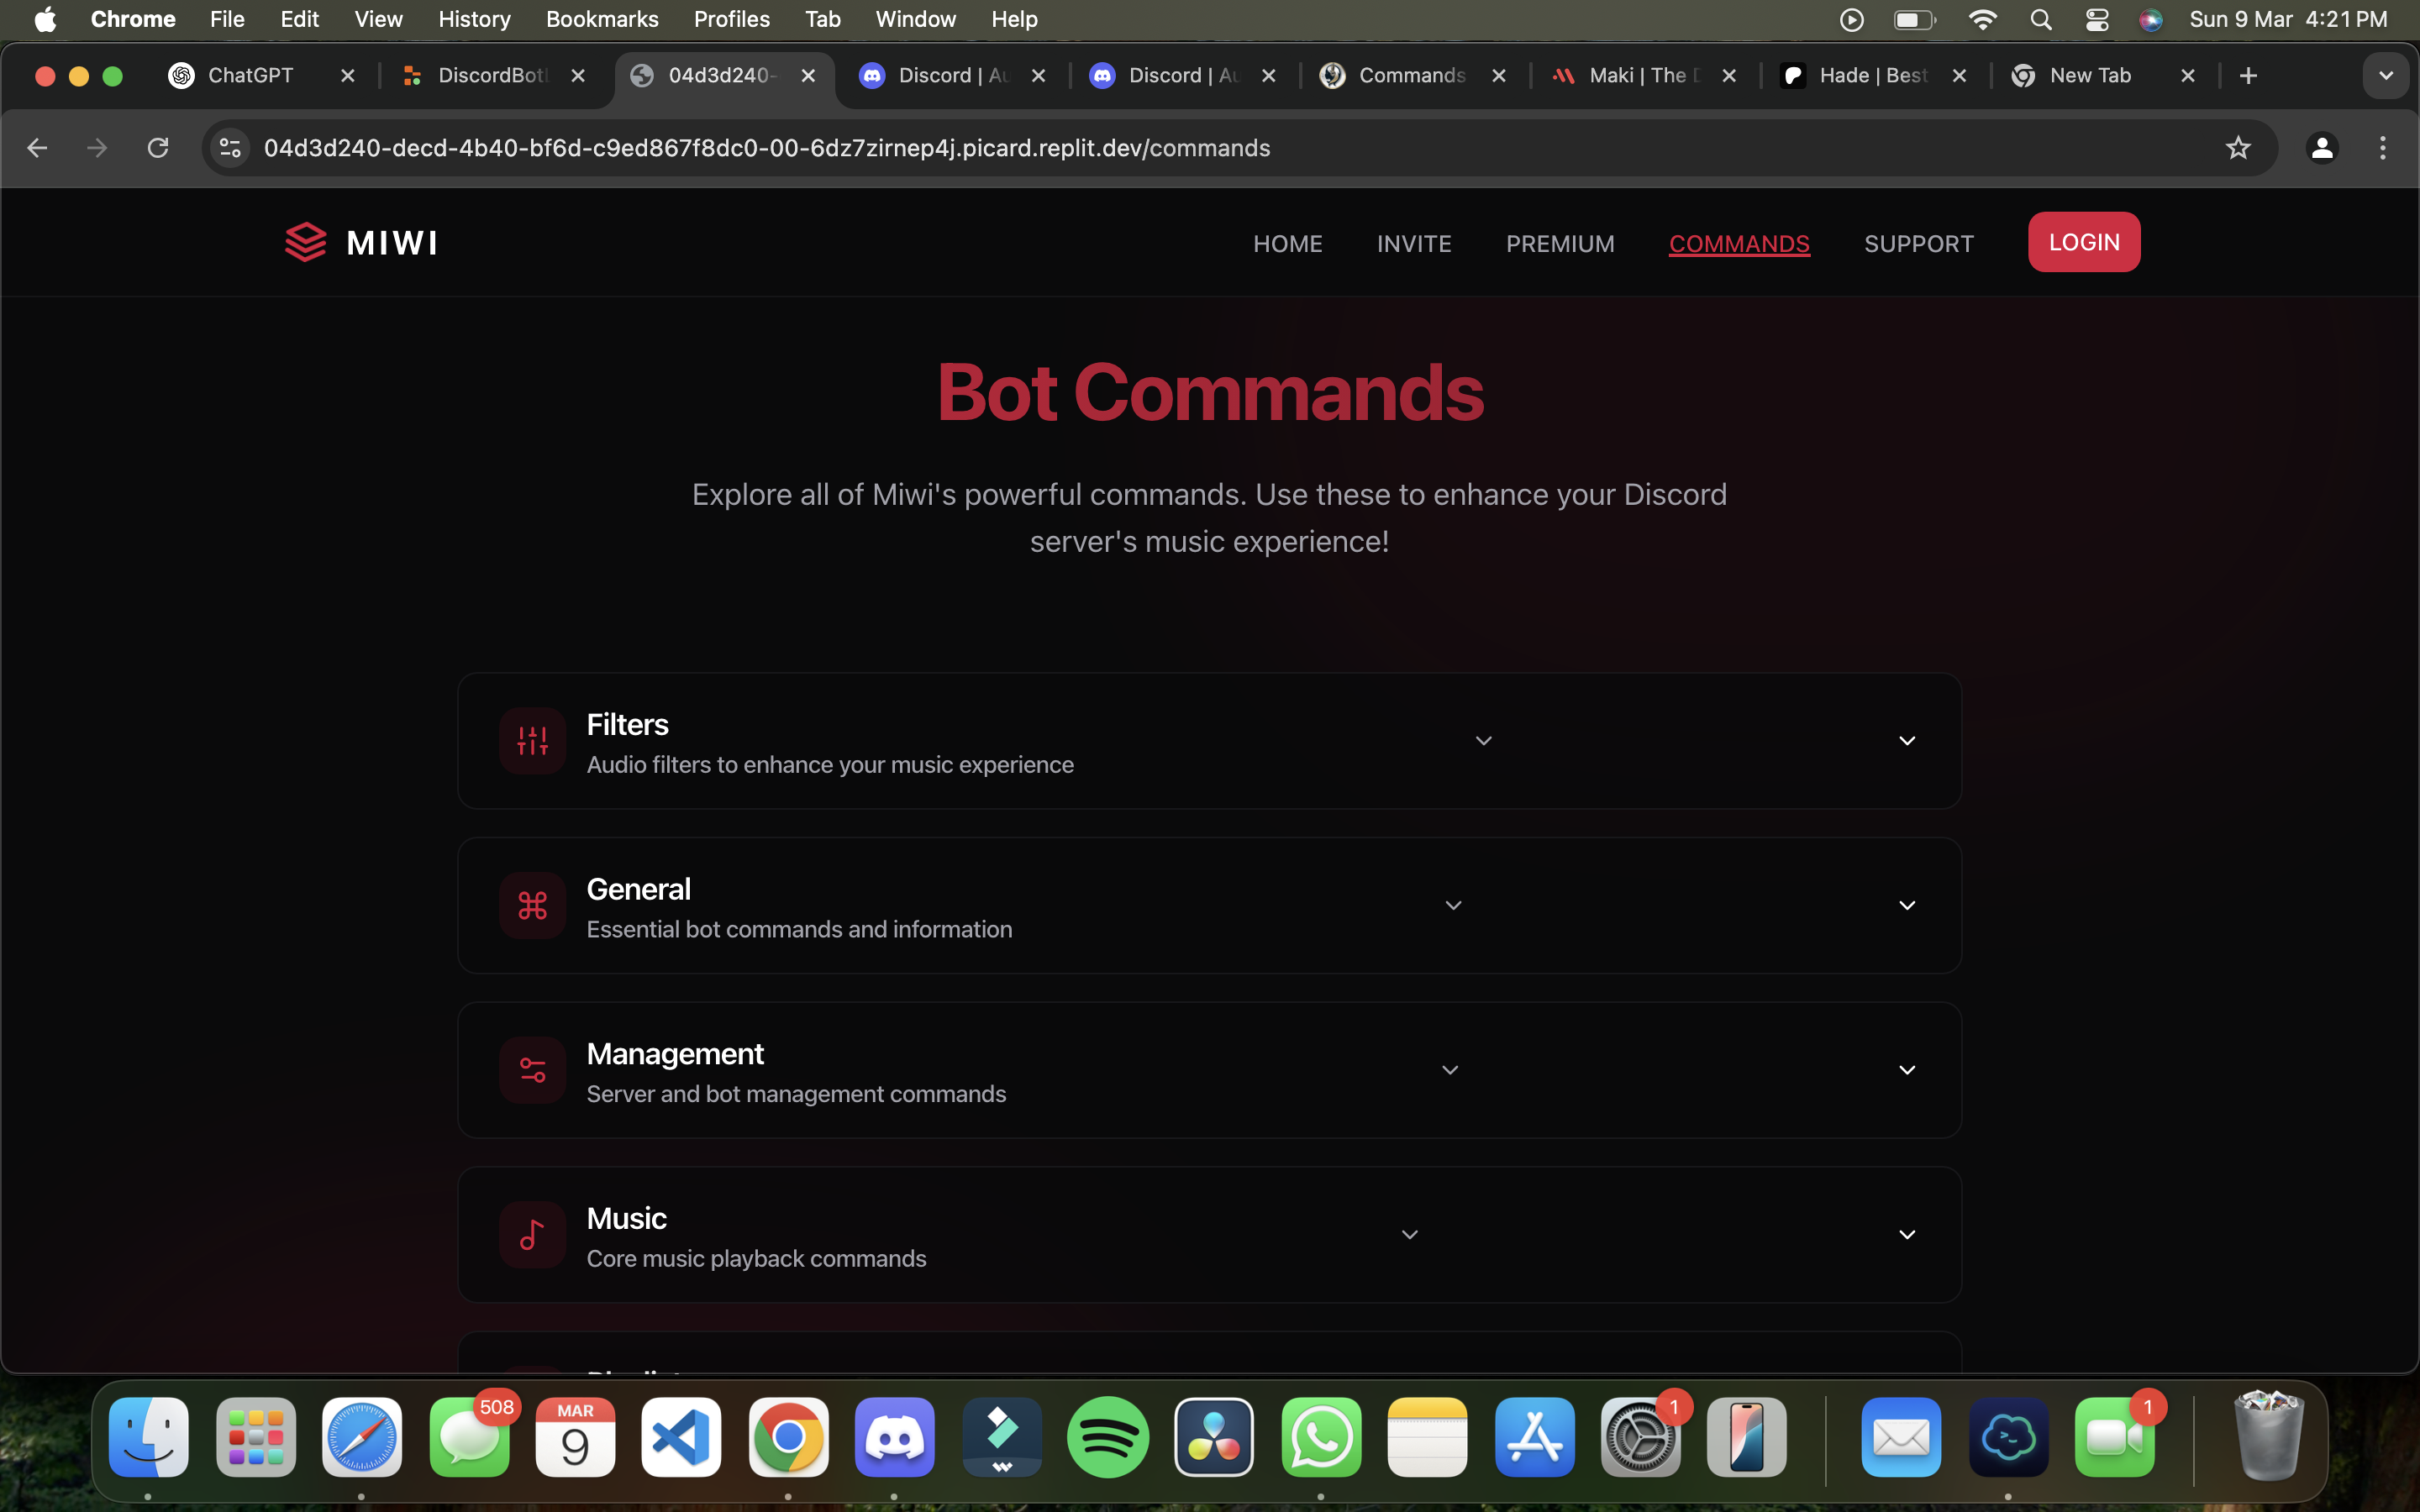 Chrome File Edit View History Bookmarks Profiles Tab Window Help Sun 9 Mar 4:21 PM
ChatGPT DiscordBotL 04d3d240- Discord | Au Discord | Au Commands Maki | The D Hade | Best New Tab
04d3d240-decd-4b40-bf6d-c9ed867f8dc0-00-6dz7zirnep4j.picard.replit.dev/commands
MIWI HOME INVITE PREMIUM COMMANDS SUPPORT LOGIN
Bot Commands
Explore all of Miwi's powerful commands. Use these to enhance your Discord
server's music experience!
Filters
Audio filters to enhance your music experience
General
Essential bot commands and information
Management
Server and bot management commands
Music
Core music playback commands
508 MAR 1 1
9